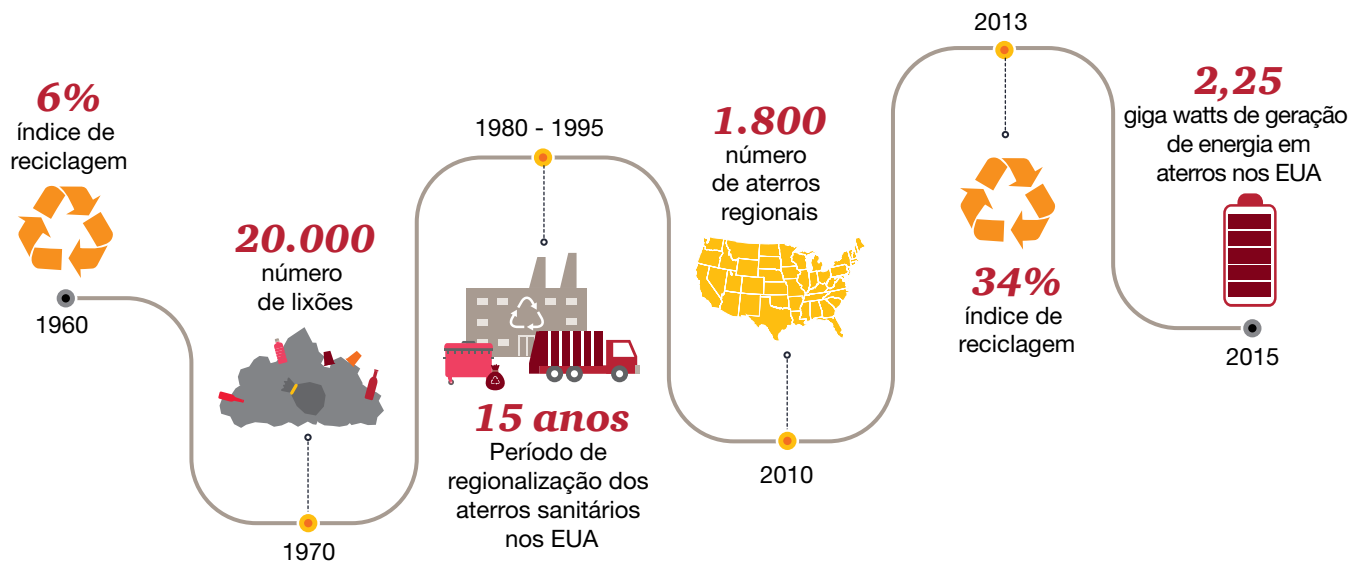 6%
índice de
reciclagem
1960
20.000
número
de lixões
1970
1980 - 1995
15 anos
Período de
regionalização dos
aterros sanitários
nos EUA
1.800
número
de aterros
regionais
2010
2013
34%
índice de
reciclagem
2,25
giga watts de geração
de energia em
aterros nos EUA
2015